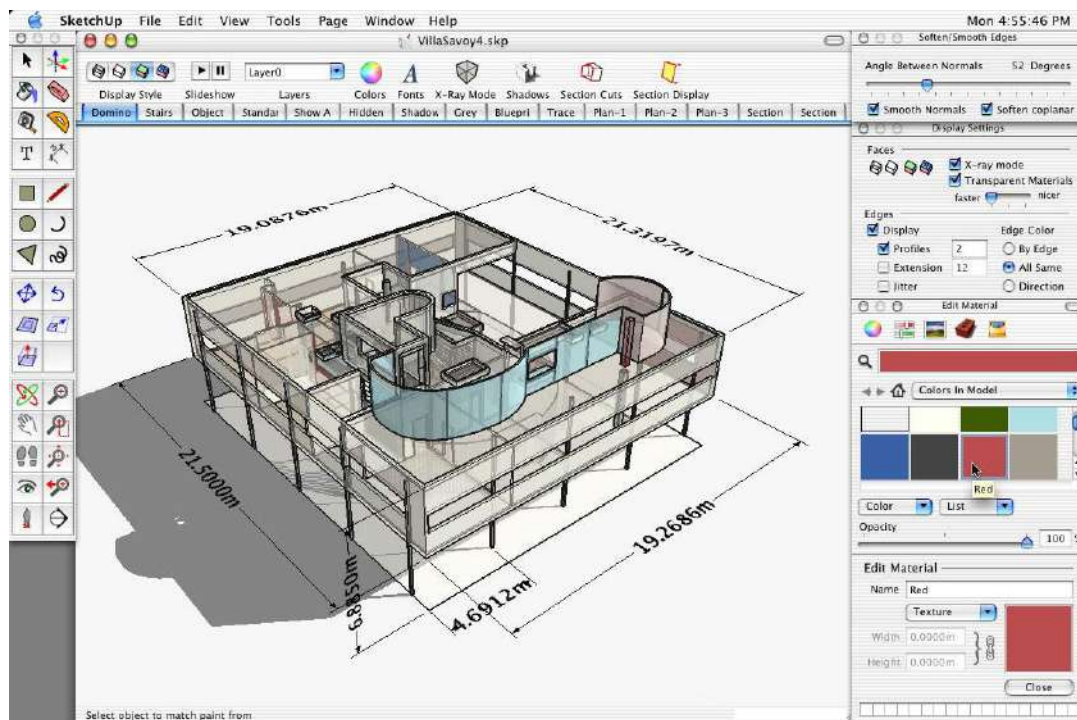 SketchUp File Edit View Tools Page Window Help Mon 4:55:46 PM
VillaSavoy4.skp
Layer0
Display Style Slideshow Layers Colors Fonts X-Ray Mode Shadows Section Cuts Section Display
Domino Stairs Object Standar Show A Hidden Shadow Grey Bluepri Trace Plan-1 Plan-2 Plan-3 Section Section
T
19.0876m
21.3197m
21.5000m
6.8850m
4.6912m
19.2686m
Select object to match paint from
Soften/Smooth Edges
Angle Between Normals 52 Degrees
Smooth Normals Soften coplanar
Display Settings
Faces
X-ray mode
Transparent Materials
faster nicer
Edges
Display Edge Color
Profiles 2 By Edge
Extension 12 All Same
Jitter Direction
Edit Material
Colors In Model
Red
Color List
Opacity
100
Edit Material
Name Red
Texture
Width 0.0000m
Height 0.0000m
Close